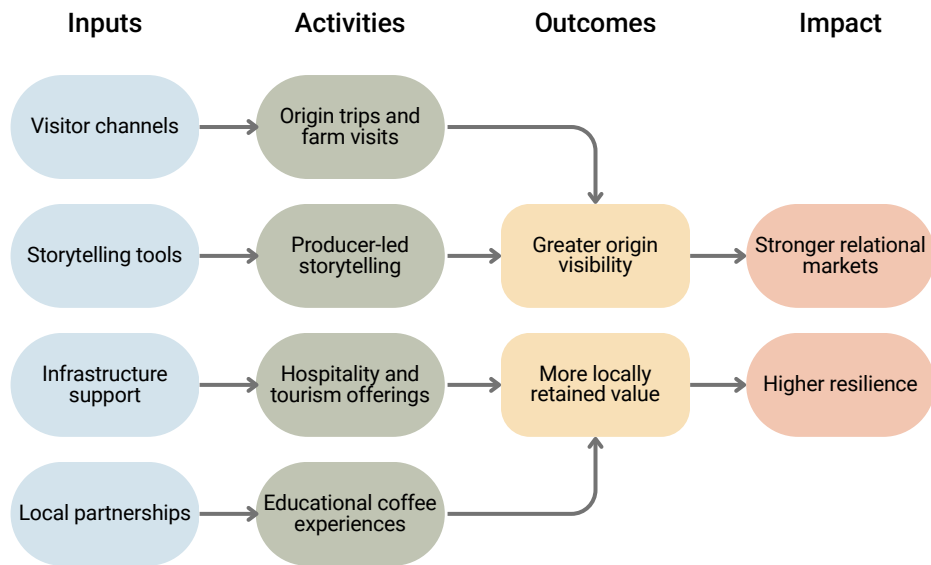 Inputs
Activities
Outcomes
Impact
Visitor channels
Origin trips and
farm visits
Storytelling tools
Producer-led
storytelling
Greater origin
visibility
Stronger relational
markets
Infrastructure
support
Hospitality and
tourism offerings
More locally
retained value
Higher resilience
Local partnerships
Educational coffee
experiences